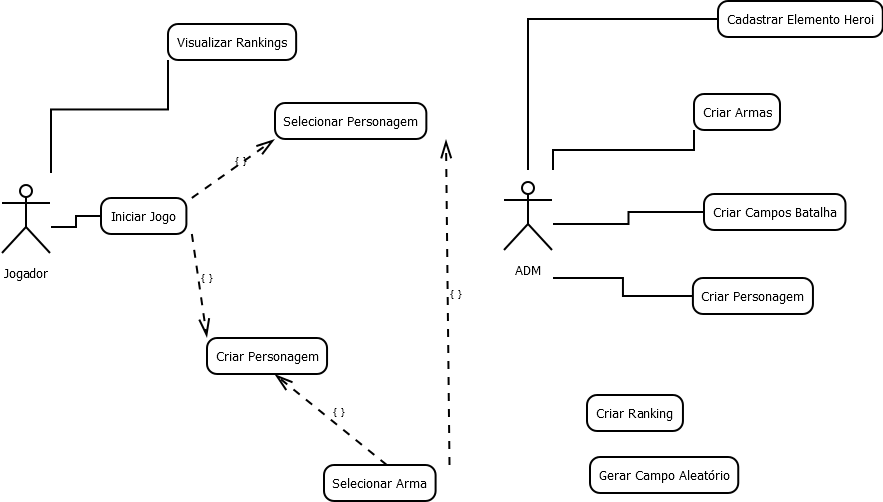 Cadastrar Elemento Heroi
Visualizar Rankings
Criar Armas
Selecionar Personagem
{ }
Iniciar Jogo
Criar Campos Batalha
Jogador
ADM
{ }
{ }
Criar Personagem
Criar Personagem
{ }
Criar Ranking
Gerar Campo Aleatório
Selecionar Arma